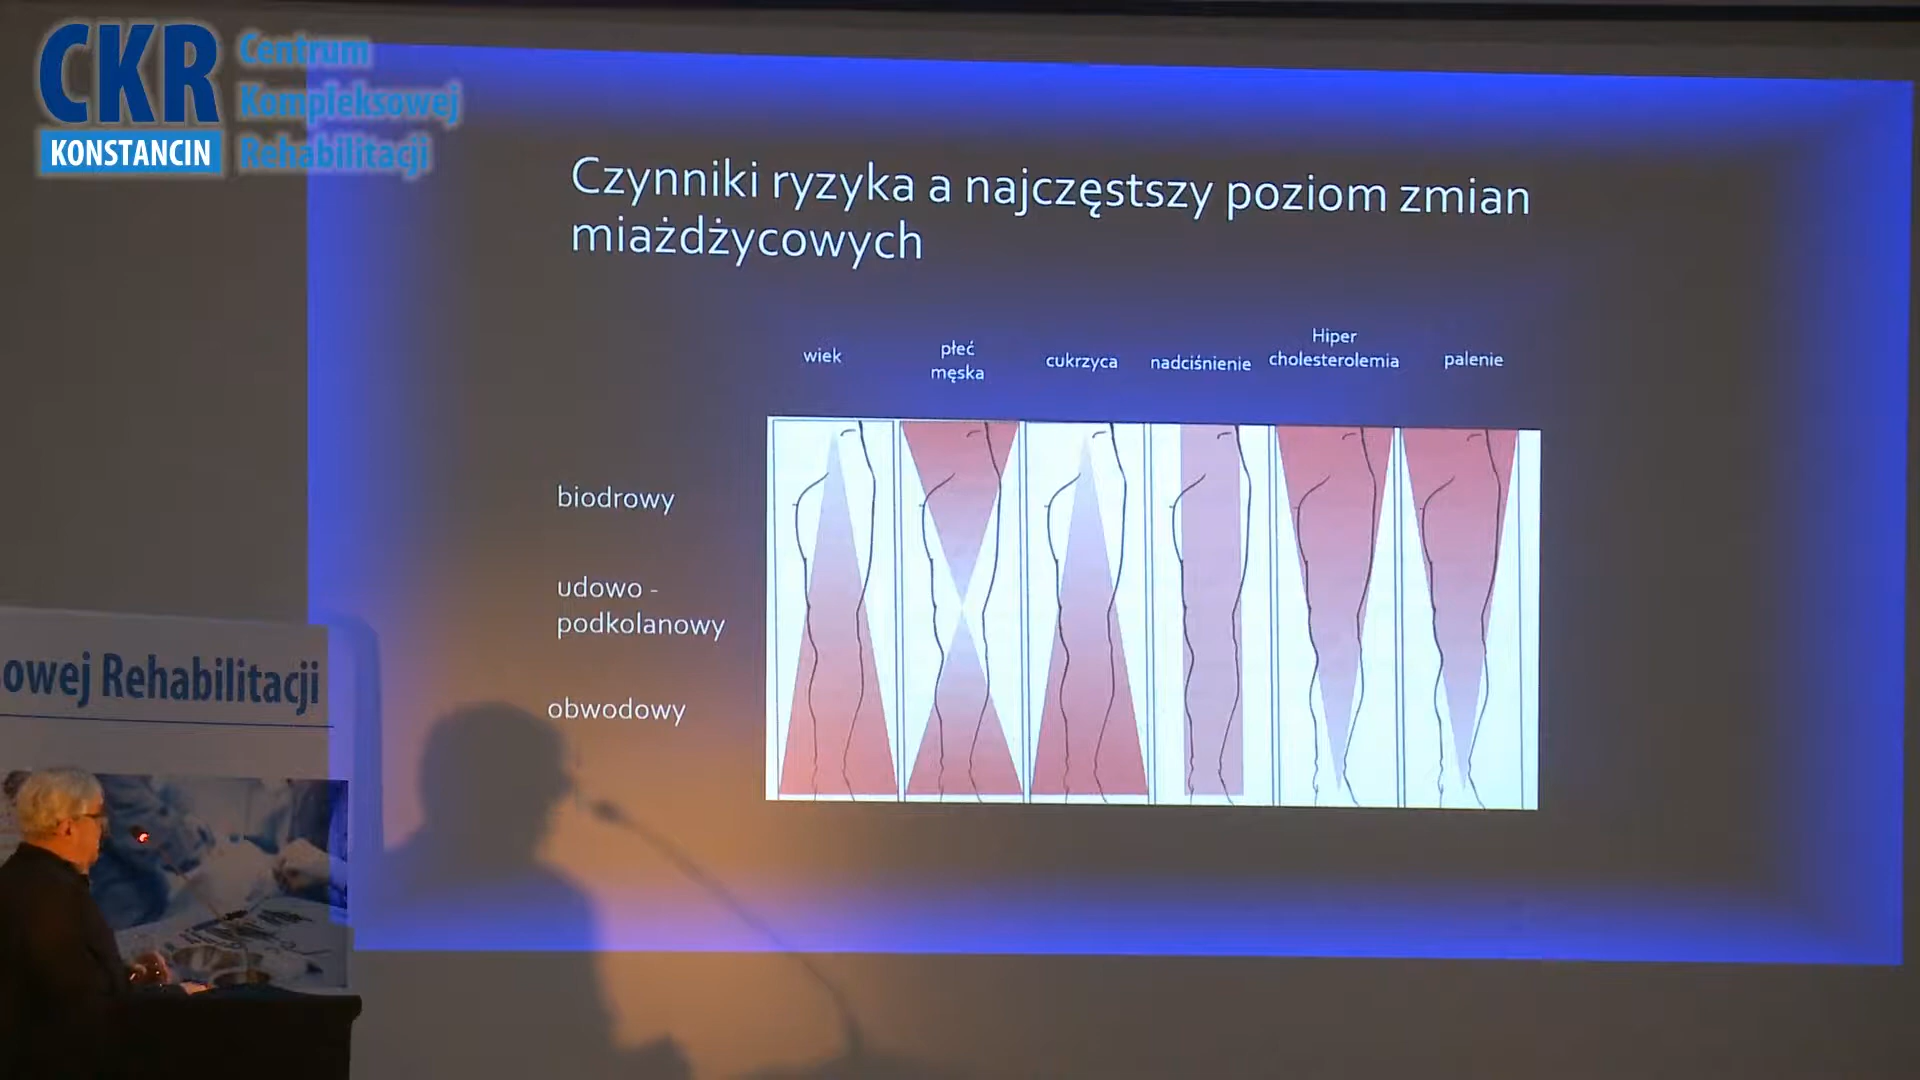 CKR
KONSTANCIN
Centrum
Kompleksowej
Rehabilitacji
Czynniki ryzyka a najczęstszy poziom zmian
miażdżycowych
wiek
płeć
męska
cukrzyca
nadciśnienie
Hiper
cholesterolemia
palenie
biodrowy
udowo -
podkolanowy
obwodowy
owej Rehabilitacji